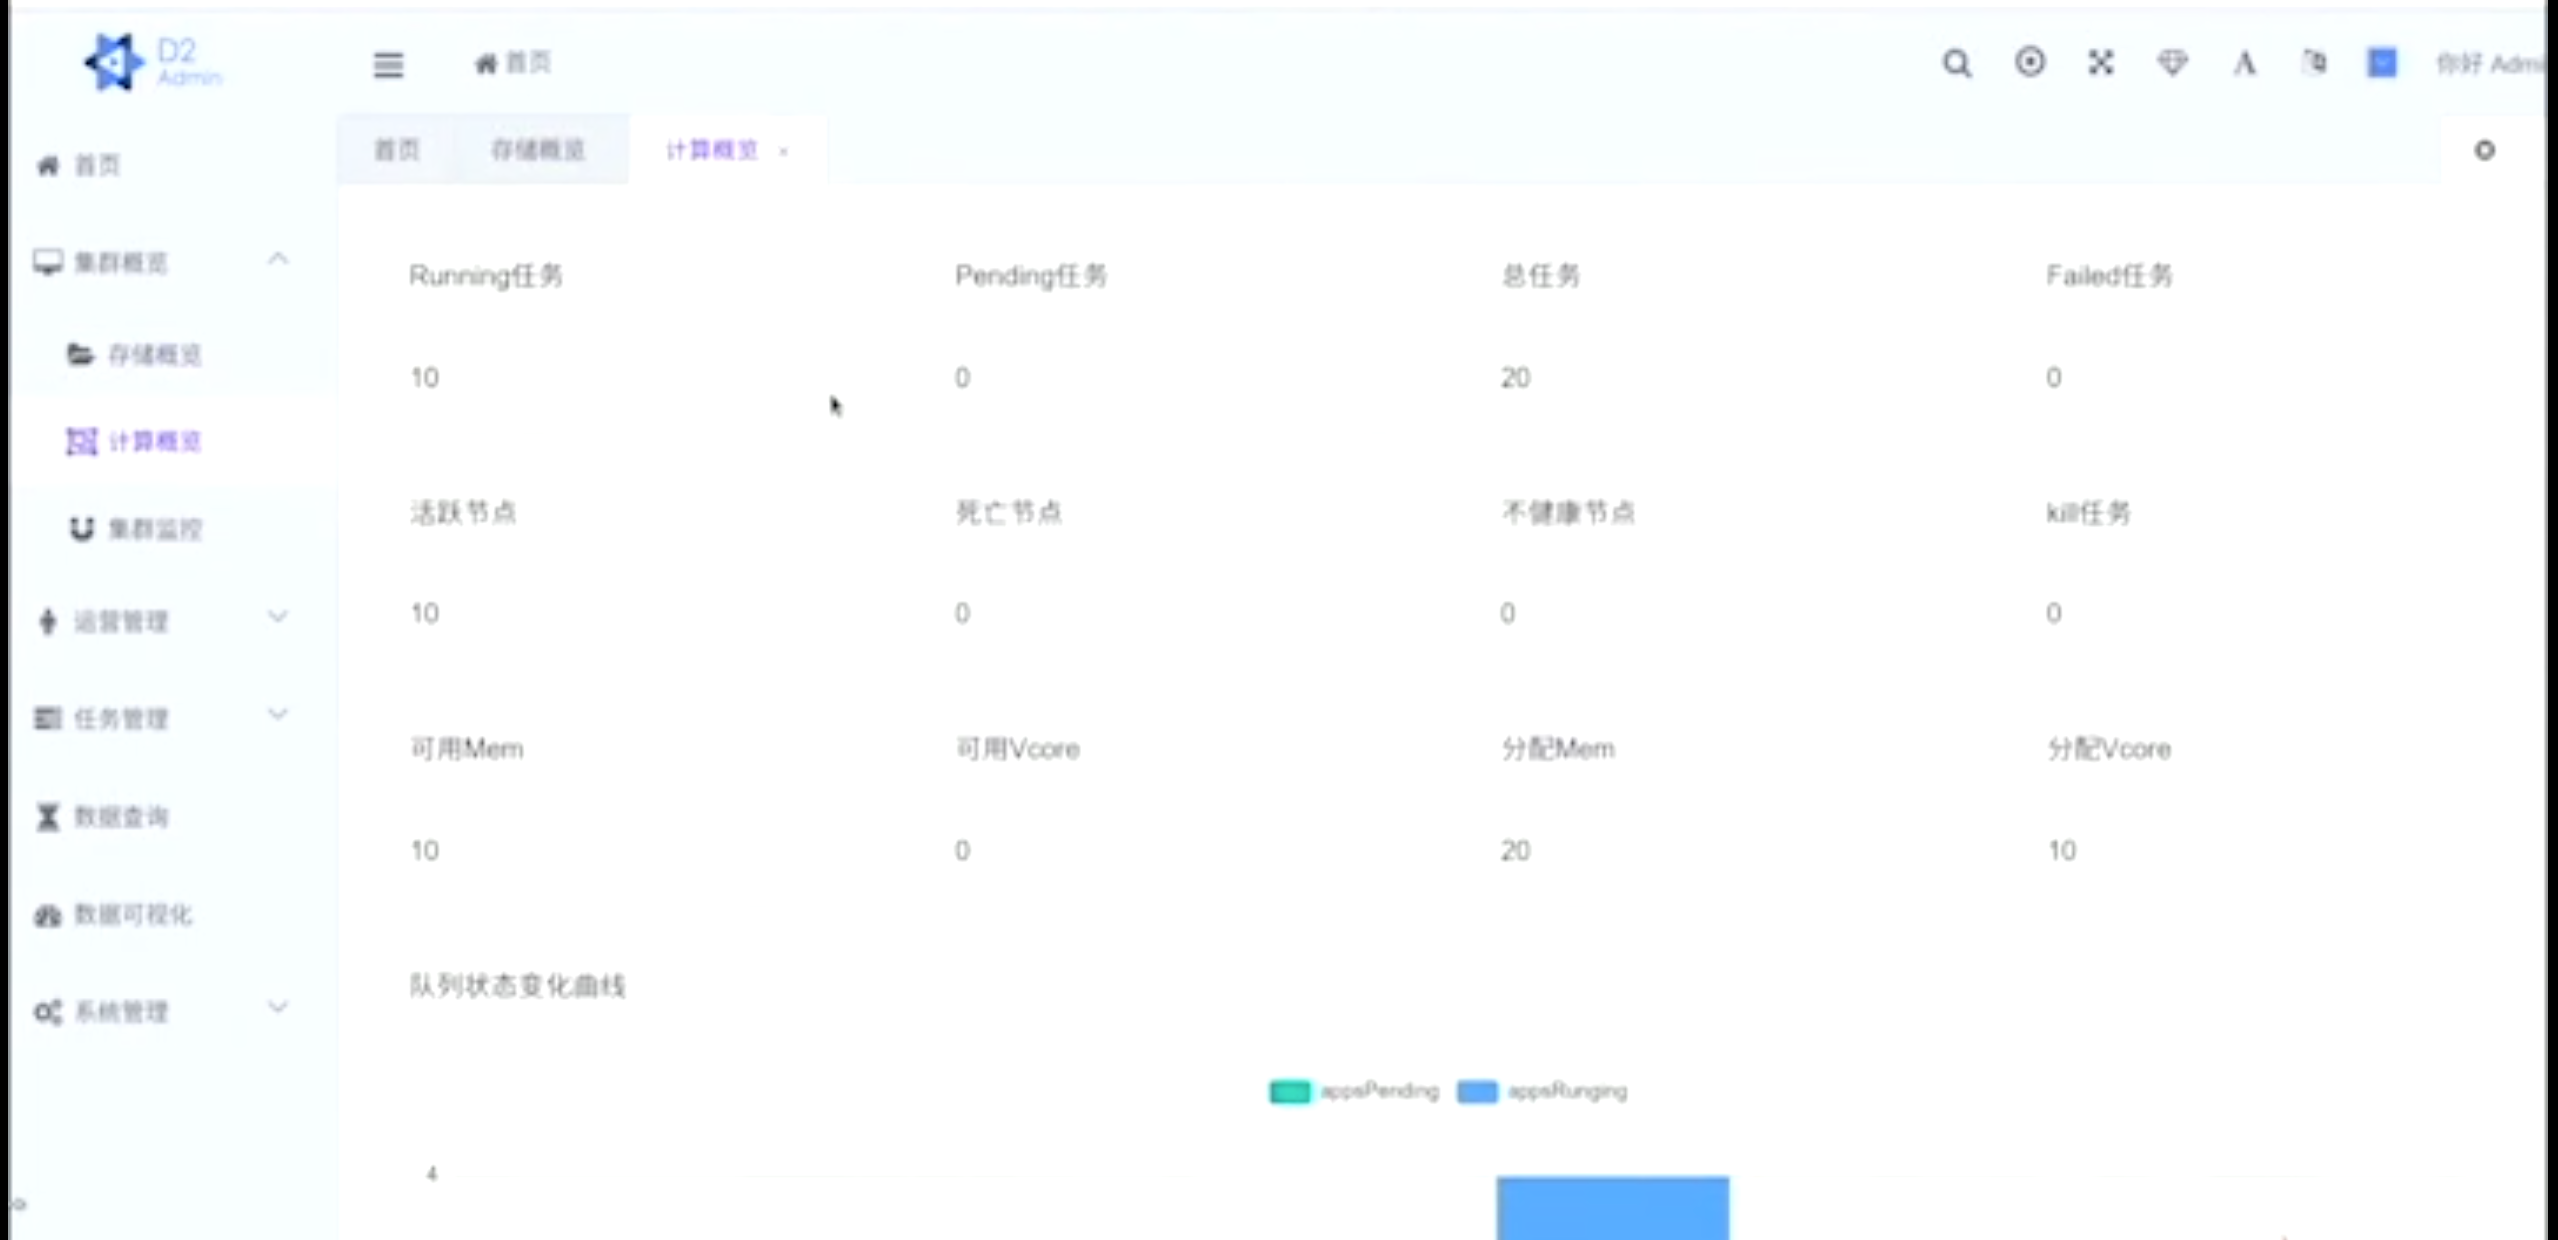 D2
Admin
首页
你好 Admi
首页
存储概览
计算概览
首页
集群概览
存储概览
计算概览
集群监控
运营管理
任务管理
数据查询
数据可视化
系统管理
Running任务
Pending任务
总任务
Failed任务
10
0
20
0
活跃节点
死亡节点
不健康节点
kill任务
10
0
0
0
可用Mem
可用Vcore
分配Mem
分配Vcore
10
0
20
10
队列状态变化曲线
appsPending
appsRunging
4